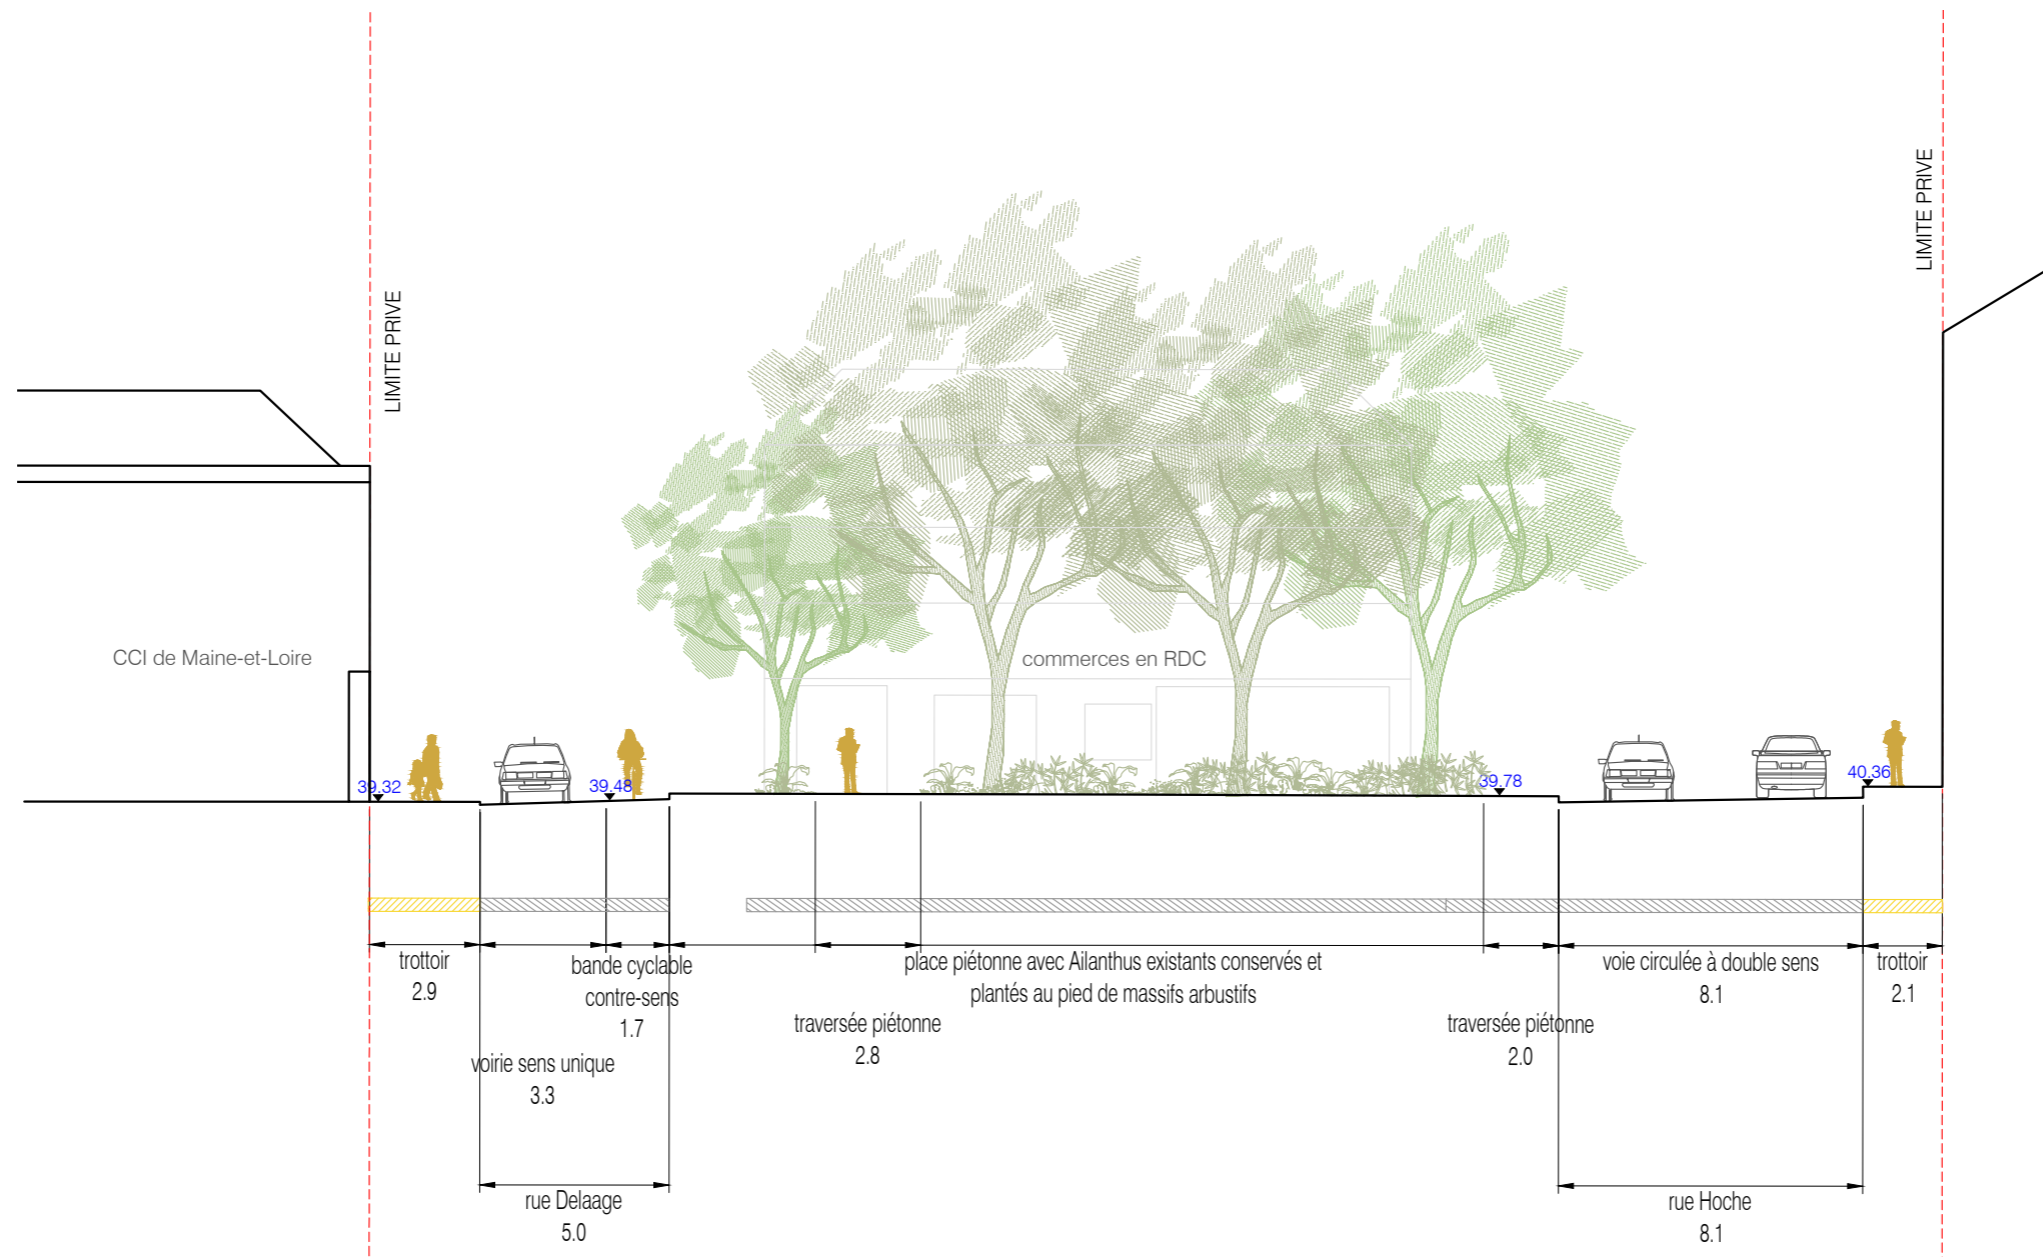 LIMITE PRIVE
LIMITE PRIVE
CCI de Maine-et-Loire
commerces en RDC
39.32
39.48
39.78
40.36
trottoir
2.9
bande cyclable
contre-sens
1.7
voirie sens unique
3.3
place piétonne avec Ailanthus existants conservés et
plantés au pied de massifs arbustifs
traversée piétonne
2.8
traversée piétonne
2.0
voie circulée à double sens
8.1
trottoir
2.1
rue Delaage
5.0
rue Hoche
8.1